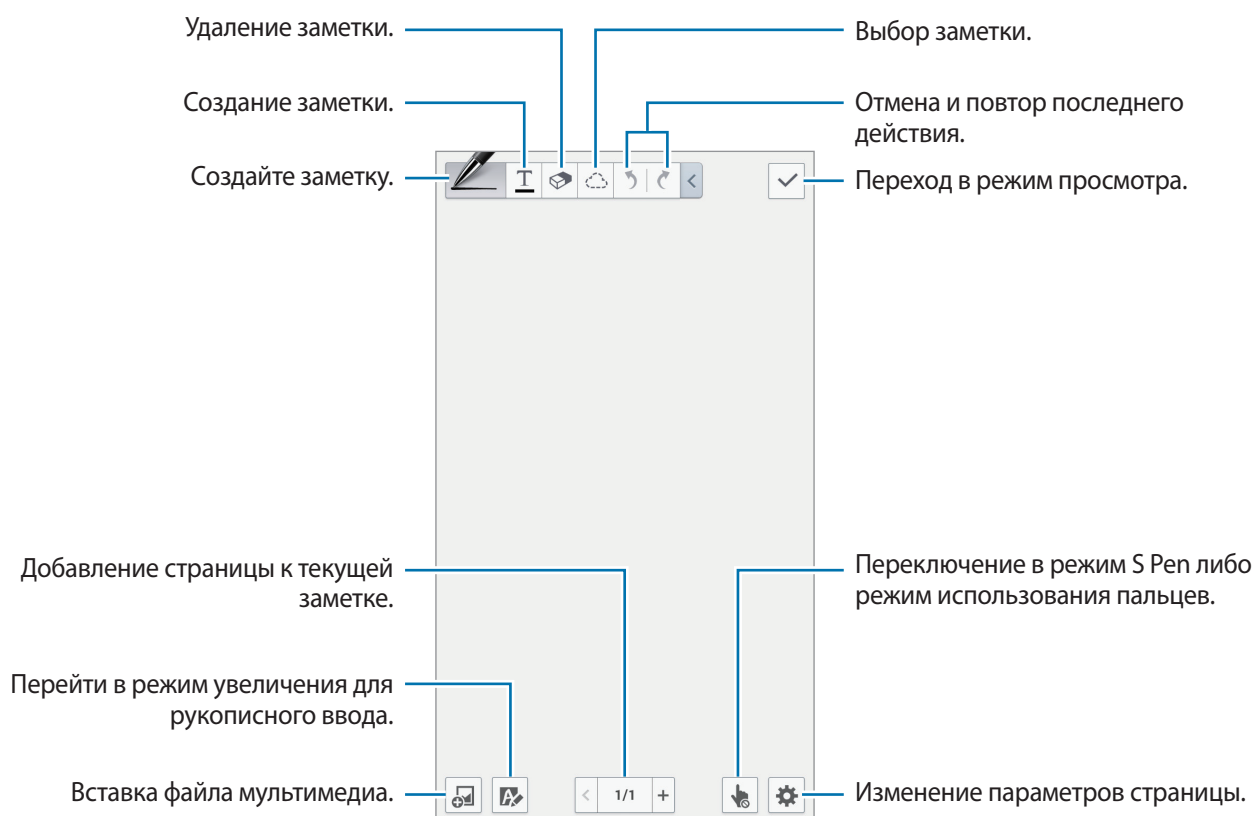 Удаление заметки.
Создание заметки.
Создайте заметку.
Выбор заметки.
Отмена и повтор последнего
действия.
Переход в режим просмотра.
T
Добавление страницы к текущей
заметке.
Перейти в режим увеличения для
рукописного ввода.
Вставка файла мультимедиа.
Переключение в режим S Pen либо
режим использования пальцев.
Изменение параметров страницы.
A
< 1/1 +